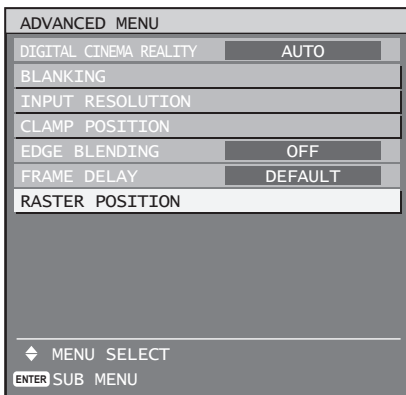 ADVANCED MENU
DIGITAL CINEMA REALITY AUTO
BLANKING
INPUT RESOLUTION
CLAMP POSITION
EDGE BLENDING OFF
FRAME DELAY DEFAULT
RASTER POSITION
MENU SELECT
ENTER SUB MENU